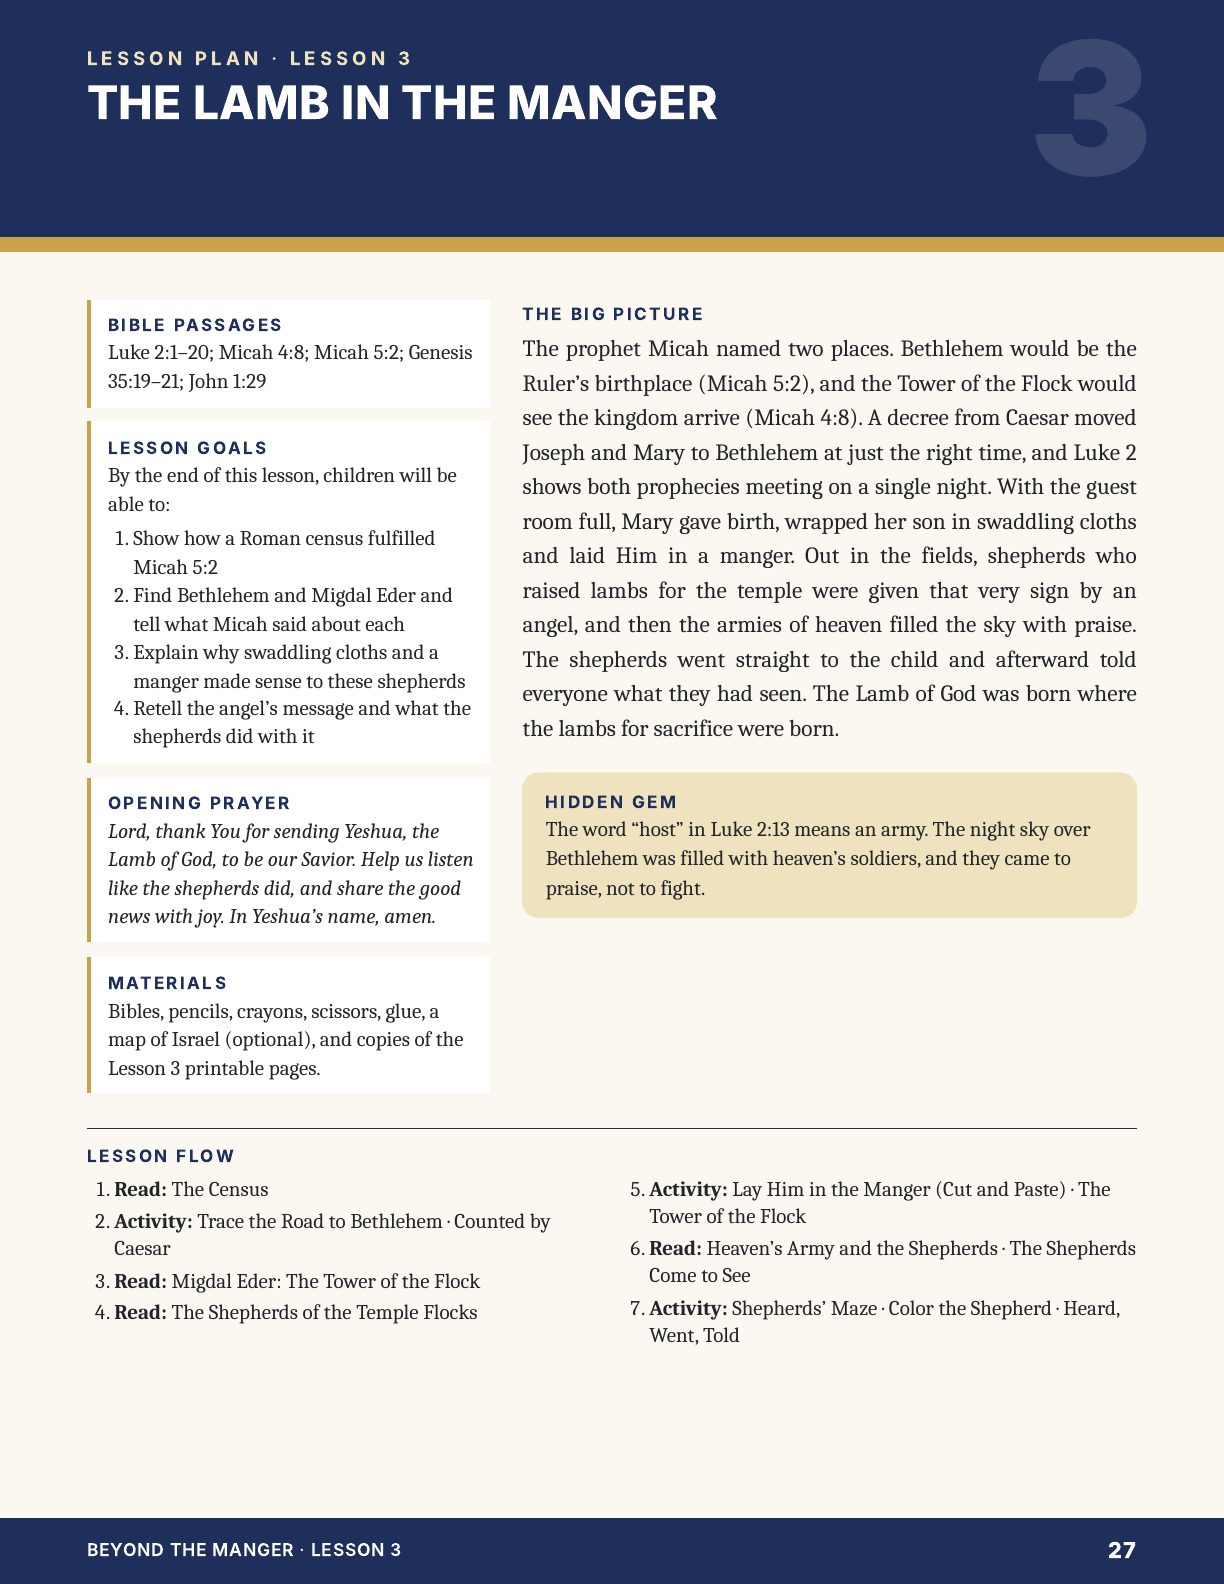 LESSON PLAN · LESSON 3
THE LAMB IN THE MANGER
3
BIBLE PASSAGES
Luke 2:1–20; Micah 4:8; Micah 5:2; Genesis
35:19–21; John 1:29
LESSON GOALS
By the end of this lesson, children will be
able to:
1. Show how a Roman census fulfilled
Micah 5:2
2. Find Bethlehem and Migdal Eder and
tell what Micah said about each
3. Explain why swaddling cloths and a
manger made sense to these shepherds
4. Retell the angel’s message and what the
shepherds did with it
OPENING PRAYER
Lord, thank You for sending Yeshua, the
Lamb of God, to be our Savior. Help us listen
like the shepherds did, and share the good
news with joy. In Yeshua’s name, amen.
MATERIALS
Bibles, pencils, crayons, scissors, glue, a
map of Israel (optional), and copies of the
Lesson 3 printable pages.
THE BIG PICTURE
The prophet Micah named two places. Bethlehem would be the
Ruler’s birthplace (Micah 5:2), and the Tower of the Flock would
see the kingdom arrive (Micah 4:8). A decree from Caesar moved
Joseph and Mary to Bethlehem at just the right time, and Luke 2
shows both prophecies meeting on a single night. With the guest
room full, Mary gave birth, wrapped her son in swaddling cloths
and laid Him in a manger. Out in the fields, shepherds who
raised lambs for the temple were given that very sign by an
angel, and then the armies of heaven filled the sky with praise.
The shepherds went straight to the child and afterward told
everyone what they had seen. The Lamb of God was born where
the lambs for sacrifice were born.
HIDDEN GEM
The word “host” in Luke 2:13 means an army. The night sky over
Bethlehem was filled with heaven’s soldiers, and they came to
praise, not to fight.
LESSON FLOW
1. Read: The Census
2. Activity: Trace the Road to Bethlehem · Counted by
Caesar
3. Read: Migdal Eder: The Tower of the Flock
4. Read: The Shepherds of the Temple Flocks
5. Activity: Lay Him in the Manger (Cut and Paste) · The
Tower of the Flock
6. Read: Heaven’s Army and the Shepherds · The Shepherds
Come to See
7. Activity: Shepherds’ Maze · Color the Shepherd · Heard,
Went, Told
BEYOND THE MANGER · LESSON 3
27